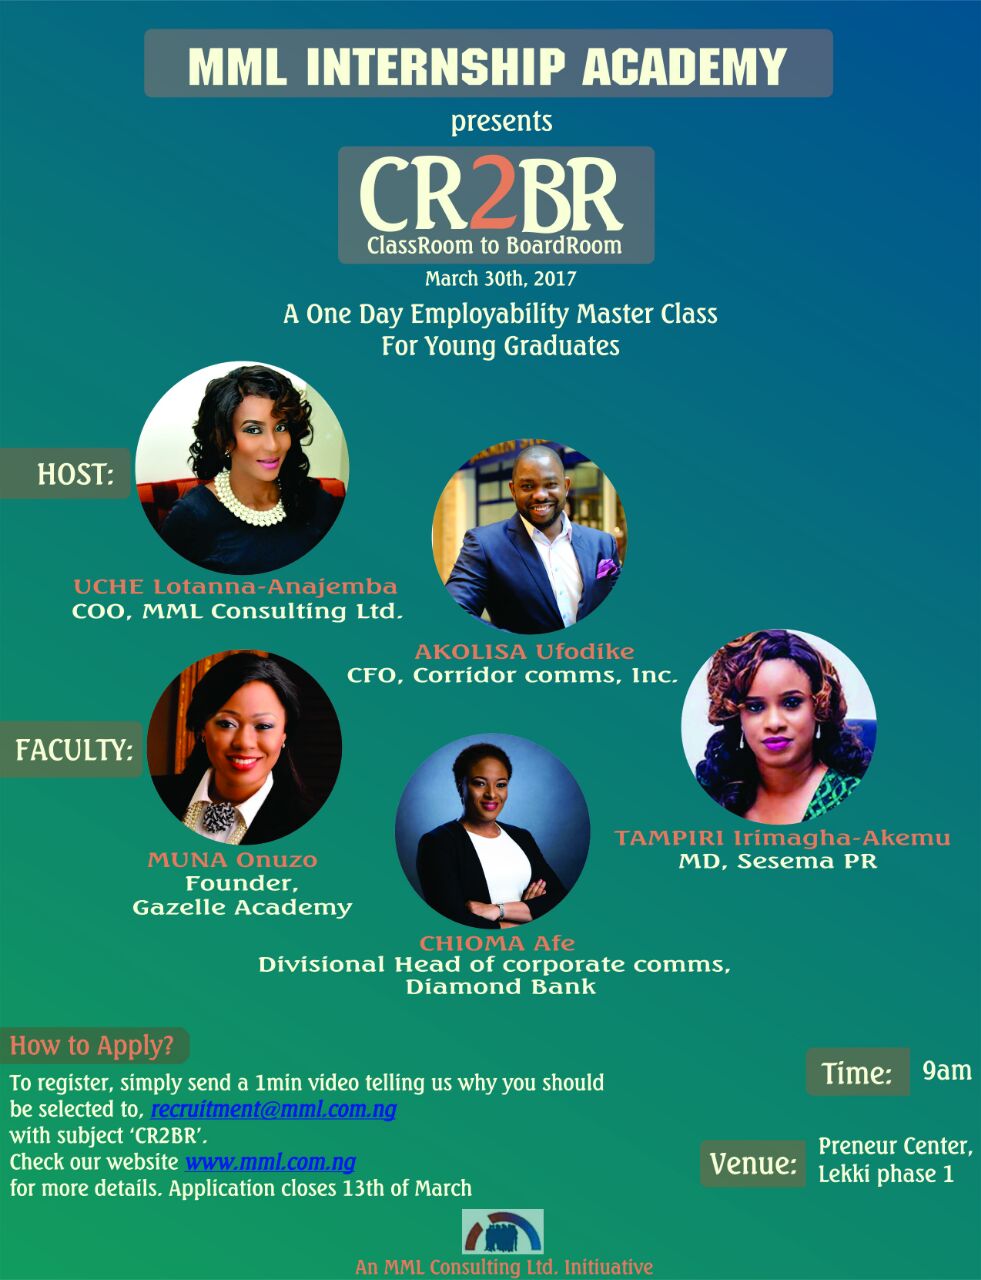 MML INTERNSHIP ACADEMY
presents
CR2BR
ClassRoom to BoardRoom
March 30th, 2017
A One Day Employability Master Class
For Young Graduates
HOST:
UCHE Lotanna-Anajemba
COO, MML Consulting Ltd.
AKOLISA Ufodike
CFO, Corridor comms, Inc.
FACULTY:
MUNA Onuzo
Founder,
Gazelle Academy
TAMPIRI Irimagha-Akemu
MD, Sesema PR
CHIOMA Afe
Divisional Head of corporate comms,
Diamond Bank
How to Apply?
To register, simply send a 1min video telling us why you should
be selected to, recruitment@mml.com.ng
with subject ‘CR2BR’.
Check our website www.mml.com.ng
for more details. Application closes 13th of March
Time: 9am
Venue: Preneur Center,
Lekki phase 1
An MML Consulting Ltd. Initiuative